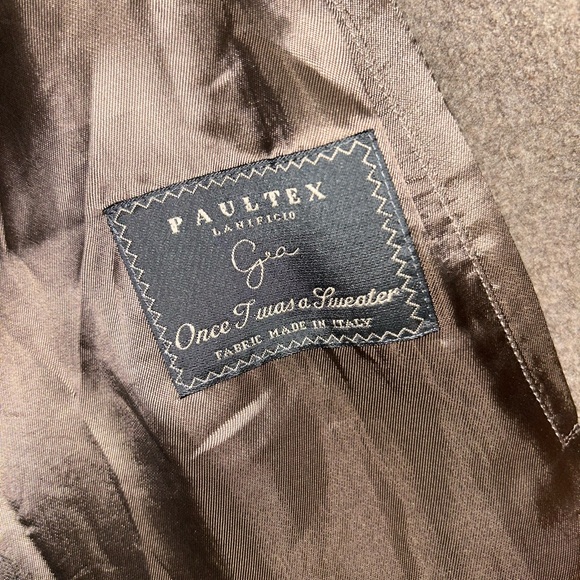 PAULTEX
LANIFICIO
Gea
Once I was a Sweater
FABRIC MADE IN ITALY